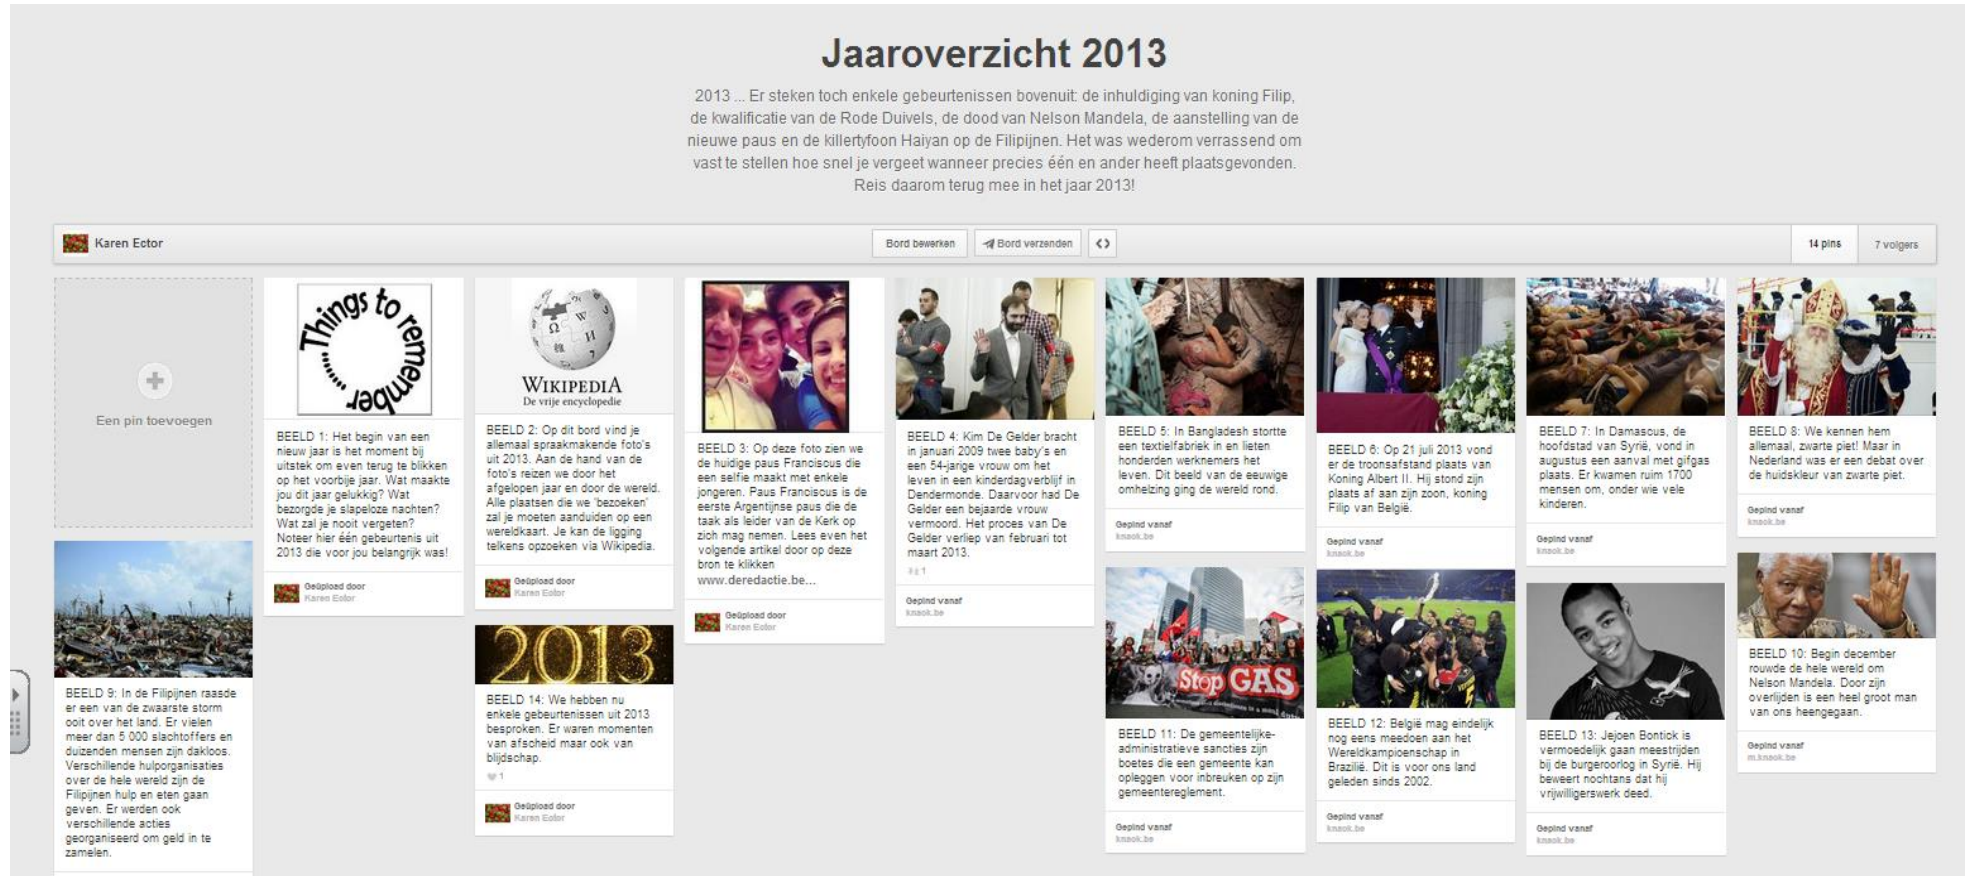 Jaaroverzicht 2013
2013 ... Er steken toch enkele gebeurtenissen bovenuit: de inhuldiging van koning Filip,
de kwalificatie van de Rode Duivels, de dood van Nelson Mandela, de aanstelling van de
nieuwe paus en de killertyfoon Haiyan op de Filipijnen. Het was wederom verrassend om
vast te stellen hoe snel je vergeet wanneer precies één en ander heeft plaatsgevonden.
Reis daarom terug mee in het jaar 2013!
Karen Ector
Bord bewerken
Bord verzenden
14 pins
7 volgers
Een pin toevoegen
BEELD 9: In de Filipijnen raasde
er een van de zwaarste storm
ooit over het land. Er vielen
meer dan 5 000 slachtoffers en
duizenden mensen zijn dakloos.
Verschillende hulporganisaties
over de hele wereld zijn de
Filipijnen hulp en eten gaan
geven. Er werden ook
verschillende acties
georganiseerd om geld in te
zamelen.
Things to remember......
BEELD 1: Het begin van een
nieuw jaar is het moment bij
uitstek om even terug te blikken
op het voorbije jaar. Wat maakte
jou dit jaar gelukkig? Wat
bezorgde je slapeloze nachten?
Wat zal je nooit vergeten?
Noteer hier één gebeurtenis uit
2013 die voor jou belangrijk was!
Geüpload door
Karen Ector
WIKIPEDIA
De vrije encyclopedie
BEELD 2: Op dit bord vind je
allemaal spraakmakende foto's
uit 2013. Aan de hand van de
foto's reizen we door het
afgelopen jaar en door de wereld.
Alle plaatsen die we 'bezoeken'
zal je moeten aanduiden op een
wereldkaart. Je kan de ligging
telkens opzoeken via Wikipedia.
Geüpload door
Karen Ector
2013
BEELD 14: We hebben nu
enkele gebeurtenissen uit 2013
besproken. Er waren momenten
van afscheid maar ook van
blijdschap.
1
Geüpload door
Karen Ector
BEELD 3: Op deze foto zien we
de huidige paus Franciscus die
een selfie maakt met enkele
jongeren. Paus Franciscus is de
eerste Argentijnse paus die de
taak als leider van de Kerk op
zich mag nemen. Lees even het
volgende artikel door op deze
bron te klikken
www.deredactie.be...
Geüpload door
Karen Ector
BEELD 4: Kim De Gelder bracht
in januari 2009 twee baby's en
een 54-jarige vrouw om het
leven in een kinderdagverblijf in
Dendermonde. Daarvoor had De
Gelder een bejaarde vrouw
vermoord. Het proces van De
Gelder verliep van februari tot
maart 2013.
1
Gepind vanaf
knack.be
BEELD 5: In Bangladesh stortte
een textielfabriek in en lieten
honderden werknemers het
leven. Dit beeld van de eeuwige
omhelzing ging de wereld rond.
Gepind vanaf
knack.be
Stop GAS
BEELD 11: De gemeentelijke-
administratieve sancties zijn
boetes die een gemeente kan
opleggen voor inbreuken op zijn
gemeentereglement.
Gepind vanaf
knack.be
BEELD 6: Op 21 juli 2013 vond
er de troonsafstand plaats van
Koning Albert II. Hij stond zijn
plaats af aan zijn zoon, koning
Filip van België.
Gepind vanaf
knack.be
BEELD 12: België mag eindelijk
nog eens meedoen aan het
Wereldkampioenschap in
Brazilië. Dit is voor ons land
geleden sinds 2002.
Gepind vanaf
knack.be
BEELD 7: In Damascus, de
hoofdstad van Syrië, vond in
augustus een aanval met gifgas
plaats. Er kwamen ruim 1700
mensen om, onder wie vele
kinderen.
Gepind vanaf
knack.be
BEELD 13: Jejoen Bontick is
vermoedelijk gaan meestrijden
bij de burgeroorlog in Syrië. Hij
beweert nochtans dat hij
vrijwilligerswerk deed.
Gepind vanaf
knack.be
BEELD 8: We kennen hem
allemaal, zwarte piet! Maar in
Nederland was er een debat over
de huidskleur van zwarte piet.
Gepind vanaf
knack.be
BEELD 10: Begin december
rouwde de hele wereld om
Nelson Mandela. Door zijn
overlijden is een heel groot man
van ons heengegaan.
Gepind vanaf
m.knack.be